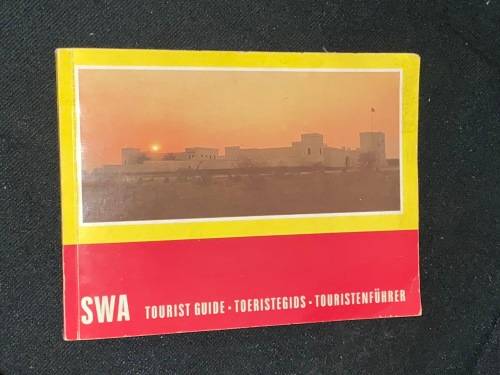 SWA TOURIST GUIDE • TOERISTEGIDS • TOURISTENFÜHRER